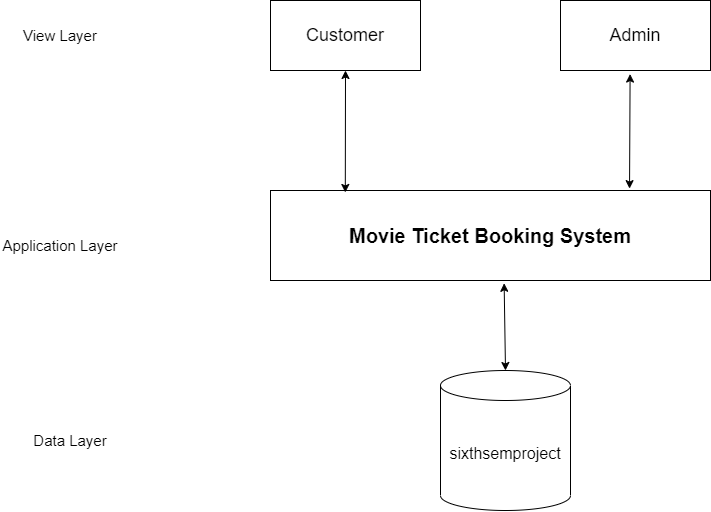 View Layer
Customer
Admin
Application Layer
Movie Ticket Booking System
Data Layer
sixthsemproject